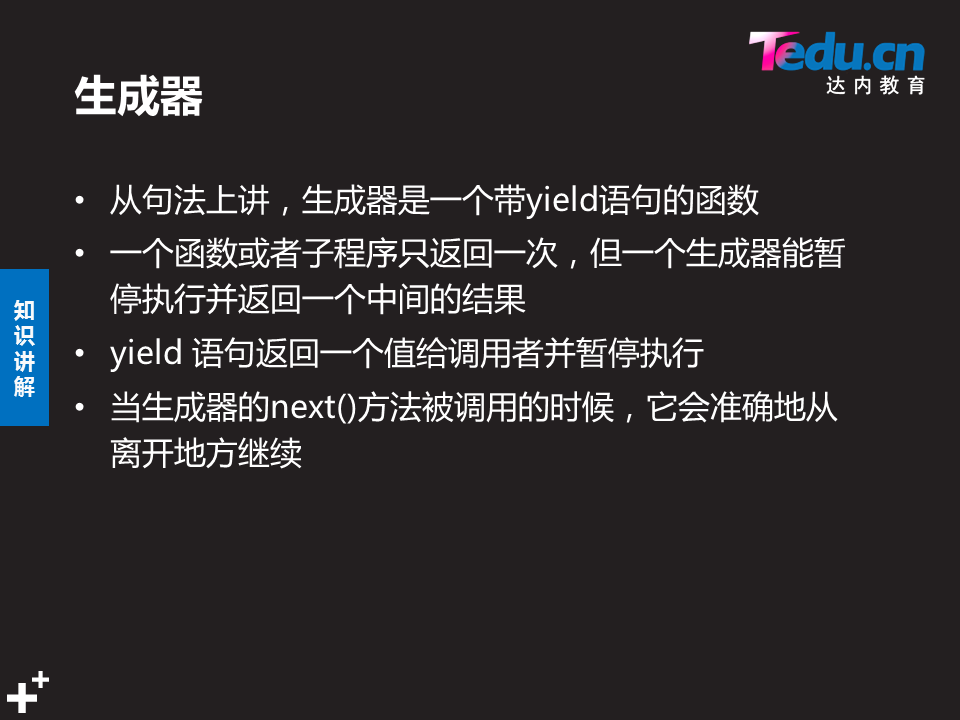 Tedu.cn
达内教育
生成器
• 从句法上讲，生成器是一个带yield语句的函数
• 一个函数或者子程序只返回一次，但一个生成器能暂
停执行并返回一个中间的结果
• yield 语句返回一个值给调用者并暂停执行
• 当生成器的next()方法被调用的时候，它会准确地从
离开地方继续
知识讲解